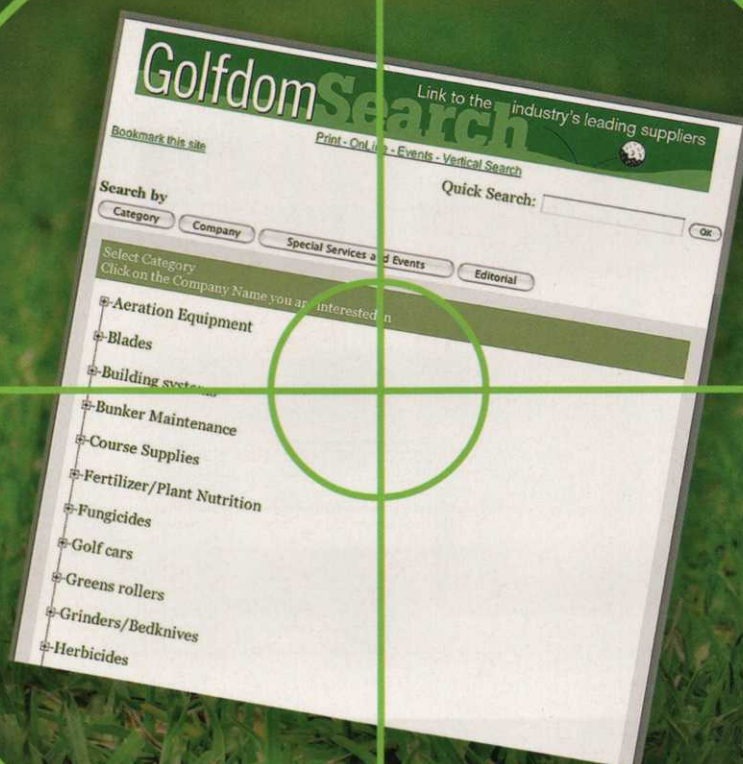 GolfdomSearch
Link to the industry's leading suppliers
Bookmark this site
Print - OnLine - Events - Vertical Search
Quick Search:
OK
Search by
Category Company Special Services and Events Editorial
Select Category
Click on the Company Name you are interested in
Aeration Equipment
Blades
Building systems
Bunker Maintenance
Course Supplies
Fertilizer/Plant Nutrition
Fungicides
Golf cars
Greens rollers
Grinders/Bedknives
Herbicides